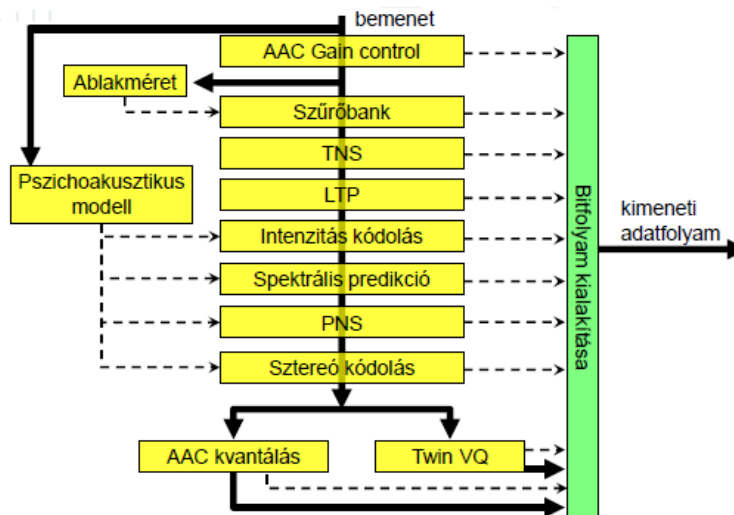 bemenet
AAC Gain control
Ablakméret
Szűrőbank
TNS
Pszichoakusztikus
modell
LTP
Intenzitás kódolás
Spektrális predikció
PNS
Sztereó kódolás
AAC kvantálás
Twin VQ
Bitfolyam kialakítása
kimeneti
adatfolyam